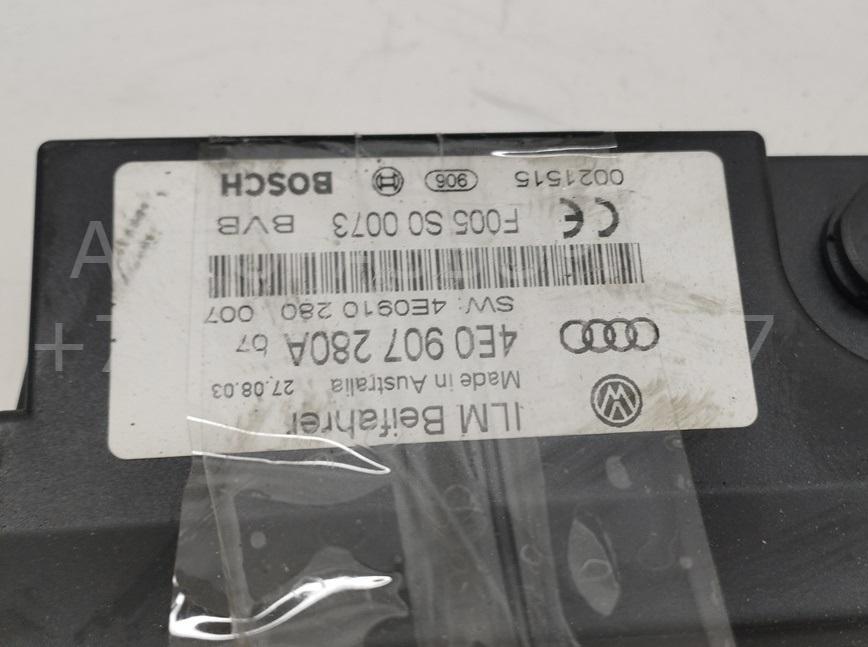 ILM Beifahrer
Made in Australia 27.08.03
4E0 907 280A 07
SW: 4E0910 280 007
F005 S0 0073 BVB
0021515 906 BOSCH